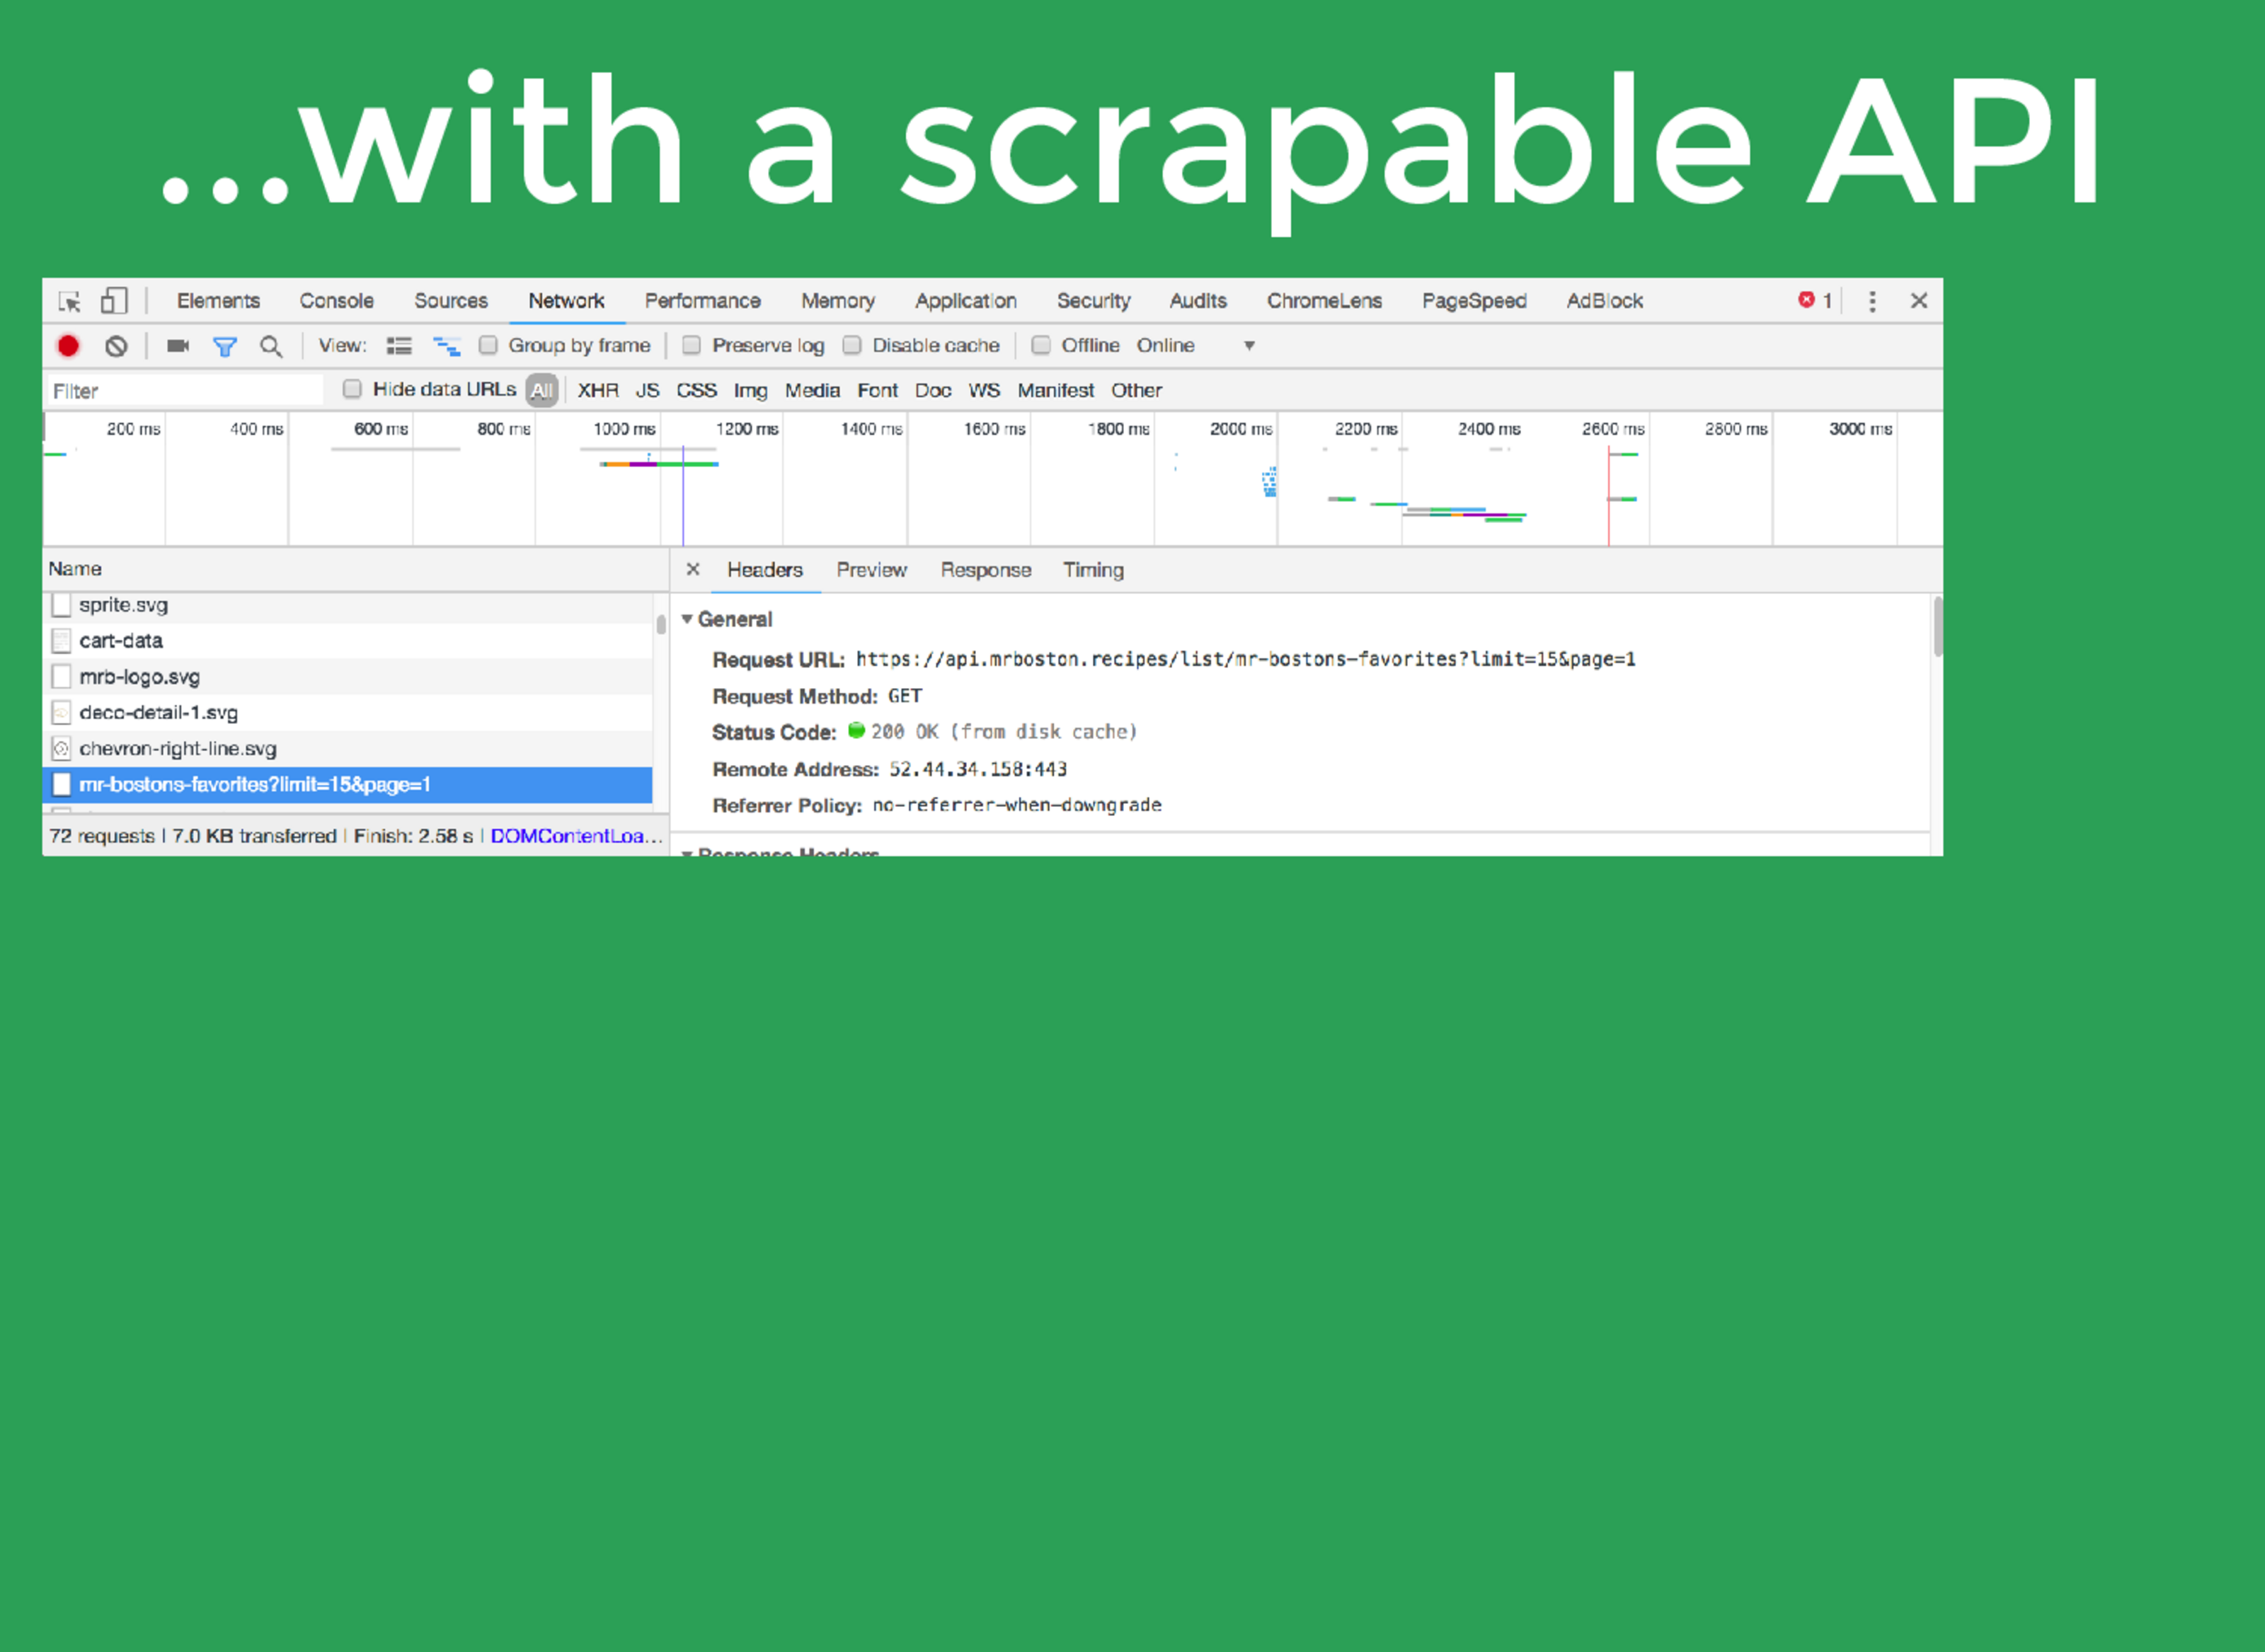 ...with a scrapable API
Elements Console Sources Network Performance Memory Application Security Audits ChromeLens PageSpeed AdBlock 1
View: Group by frame Preserve log Disable cache Offline Online
Filter Hide data URLs All XHR JS CSS Img Media Font Doc WS Manifest Other
200 ms 400 ms 600 ms 800 ms 1000 ms 1200 ms 1400 ms 1600 ms 1800 ms 2000 ms 2200 ms 2400 ms 2600 ms 2800 ms 3000 ms
Name
sprite.svg
cart-data
mrb-logo.svg
deco-detail-1.svg
chevron-right-line.svg
mr-bostons-favorites?limit=15&page=1
72 requests | 7.0 KB transferred | Finish: 2.58 s | DOMContentLoa...
Headers Preview Response Timing
General
Request URL: https://api.mrboston.recipes/list/mr-bostons-favorites?limit=15&page=1
Request Method: GET
Status Code: 200 OK (from disk cache)
Remote Address: 52.44.34.158:443
Referrer Policy: no-referrer-when-downgrade
Response Headers